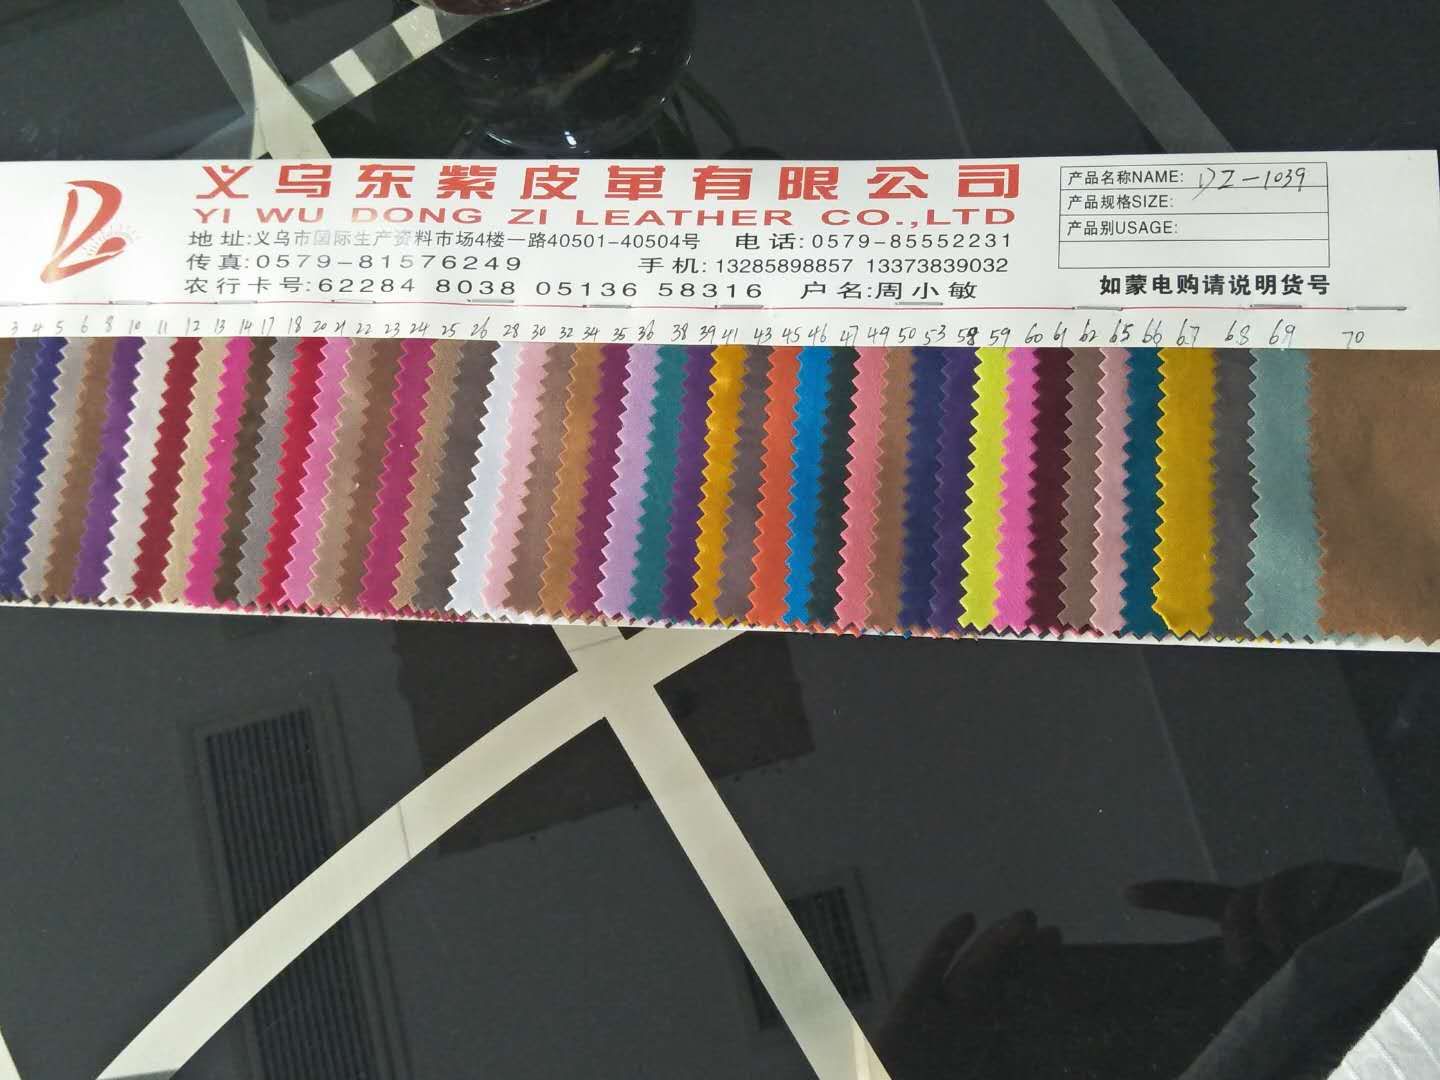 义乌东紫皮革有限公司
YI WU DONG ZI LEATHER CO.,LTD
地 址:义乌市国际生产资料市场4楼一路40501-40504号 电 话:0579-85552231
传 真:0579-81576249 手 机: 13285898857 13373839032
农行卡号:62284 8038 05136 58316 户 名:周小敏
产品名称NAME: DZ-1039
产品规格SIZE:
产品别USAGE:
如蒙电购请说明货号
3 4 5 6 8 10 11 12 13 14 17 18 20 21 22 23 24 25 26 28 30 32 34 35 36 38 39 41 43 45 46 47 49 50 53 58 59 60 61 62 65 66 67 68 69 70